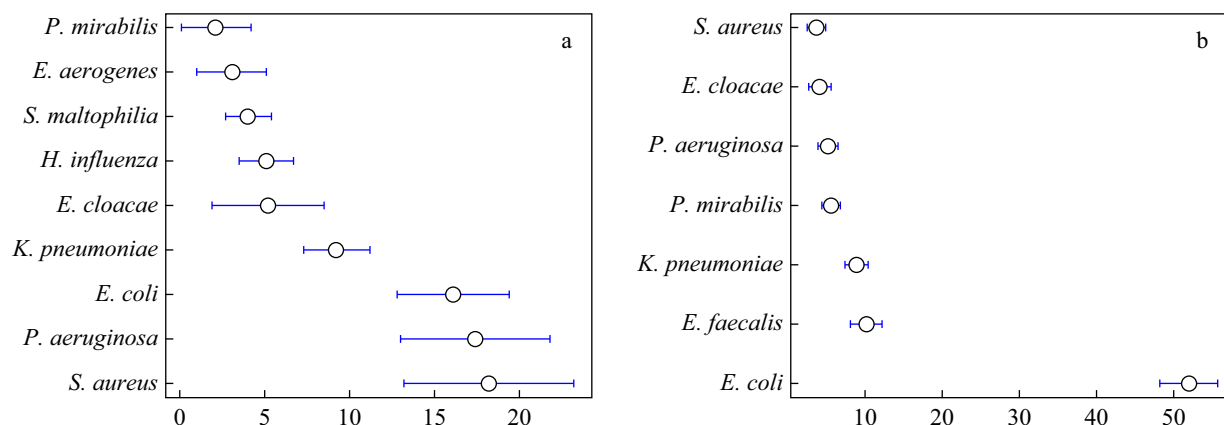 P. mirabilis
E. aerogenes
S. maltophilia
H. influenza
E. cloacae
K. pneumoniae
E. coli
P. aeruginosa
S. aureus
a
0 5 10 15 20
S. aureus
E. cloacae
P. aeruginosa
P. mirabilis
K. pneumoniae
E. faecalis
E. coli
b
10 20 30 40 50